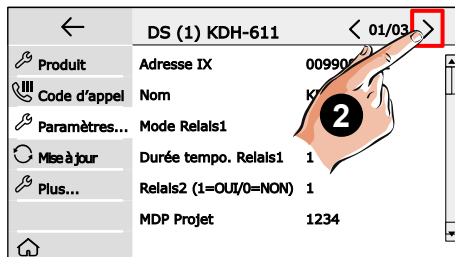 DS (1) KDH-611
01/03
Produit
Code d'appel
Paramètres...
Mise à jour
Plus...
Adresse IX 00990
Nom K
Mode Relais1
Durée tempo. Relais1 1
Relais2 (1=OUI/0=NON) 1
MDP Projet 1234
2